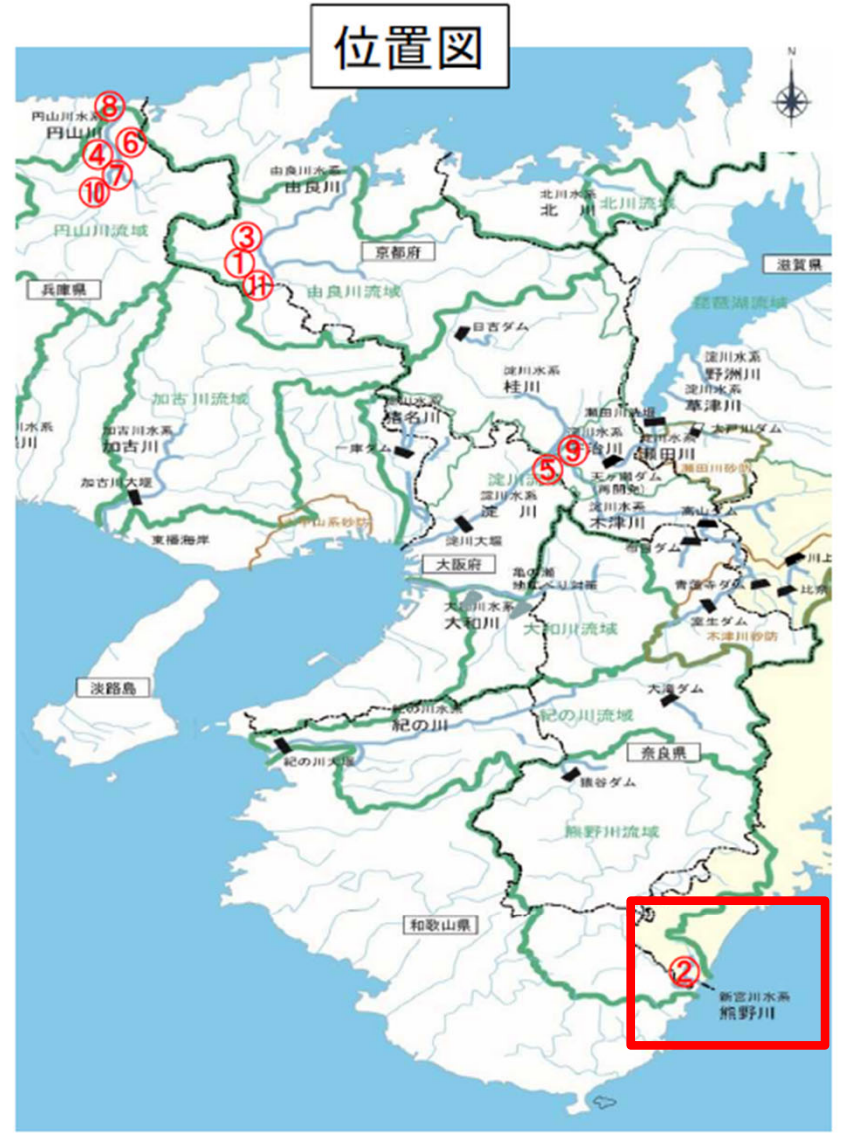 位置図
N
⑧
円山川水系
円山川
⑥
④
⑦
⑩
円山川流域
兵庫県
由良川水系
由良川
③
①
⑪
京都府
由良川流域
北川水系
北川
北川流域
滋賀県
琵琶湖流域
日吉ダム
淀川水系
桂川
淀川水系
野洲川
淀川水系
草津川
加古川流域
加古川水系
加古川
加古川大堰
東播海岸
猪名川
一庫ダム
瀬田川洗堰
大戸川ダム
瀬田川
瀬田川砂防
⑨
⑤
天ヶ瀬ダム
(再開発)
淀川水系
淀川
淀川大堰
淀川水系
木津川
高山ダム
布目ダム
川上
比奈
青蓮寺ダム
室生ダム
木津川砂防
大阪府
亀の瀬
地すべり対策
大和川水系
大和川
大和川流域
淡路島
紀の川水系
紀の川
紀の川大堰
紀の川流域
大滝ダム
奈良県
猿谷ダム
熊野川流域
和歌山県
②
新宮川水系
熊野川